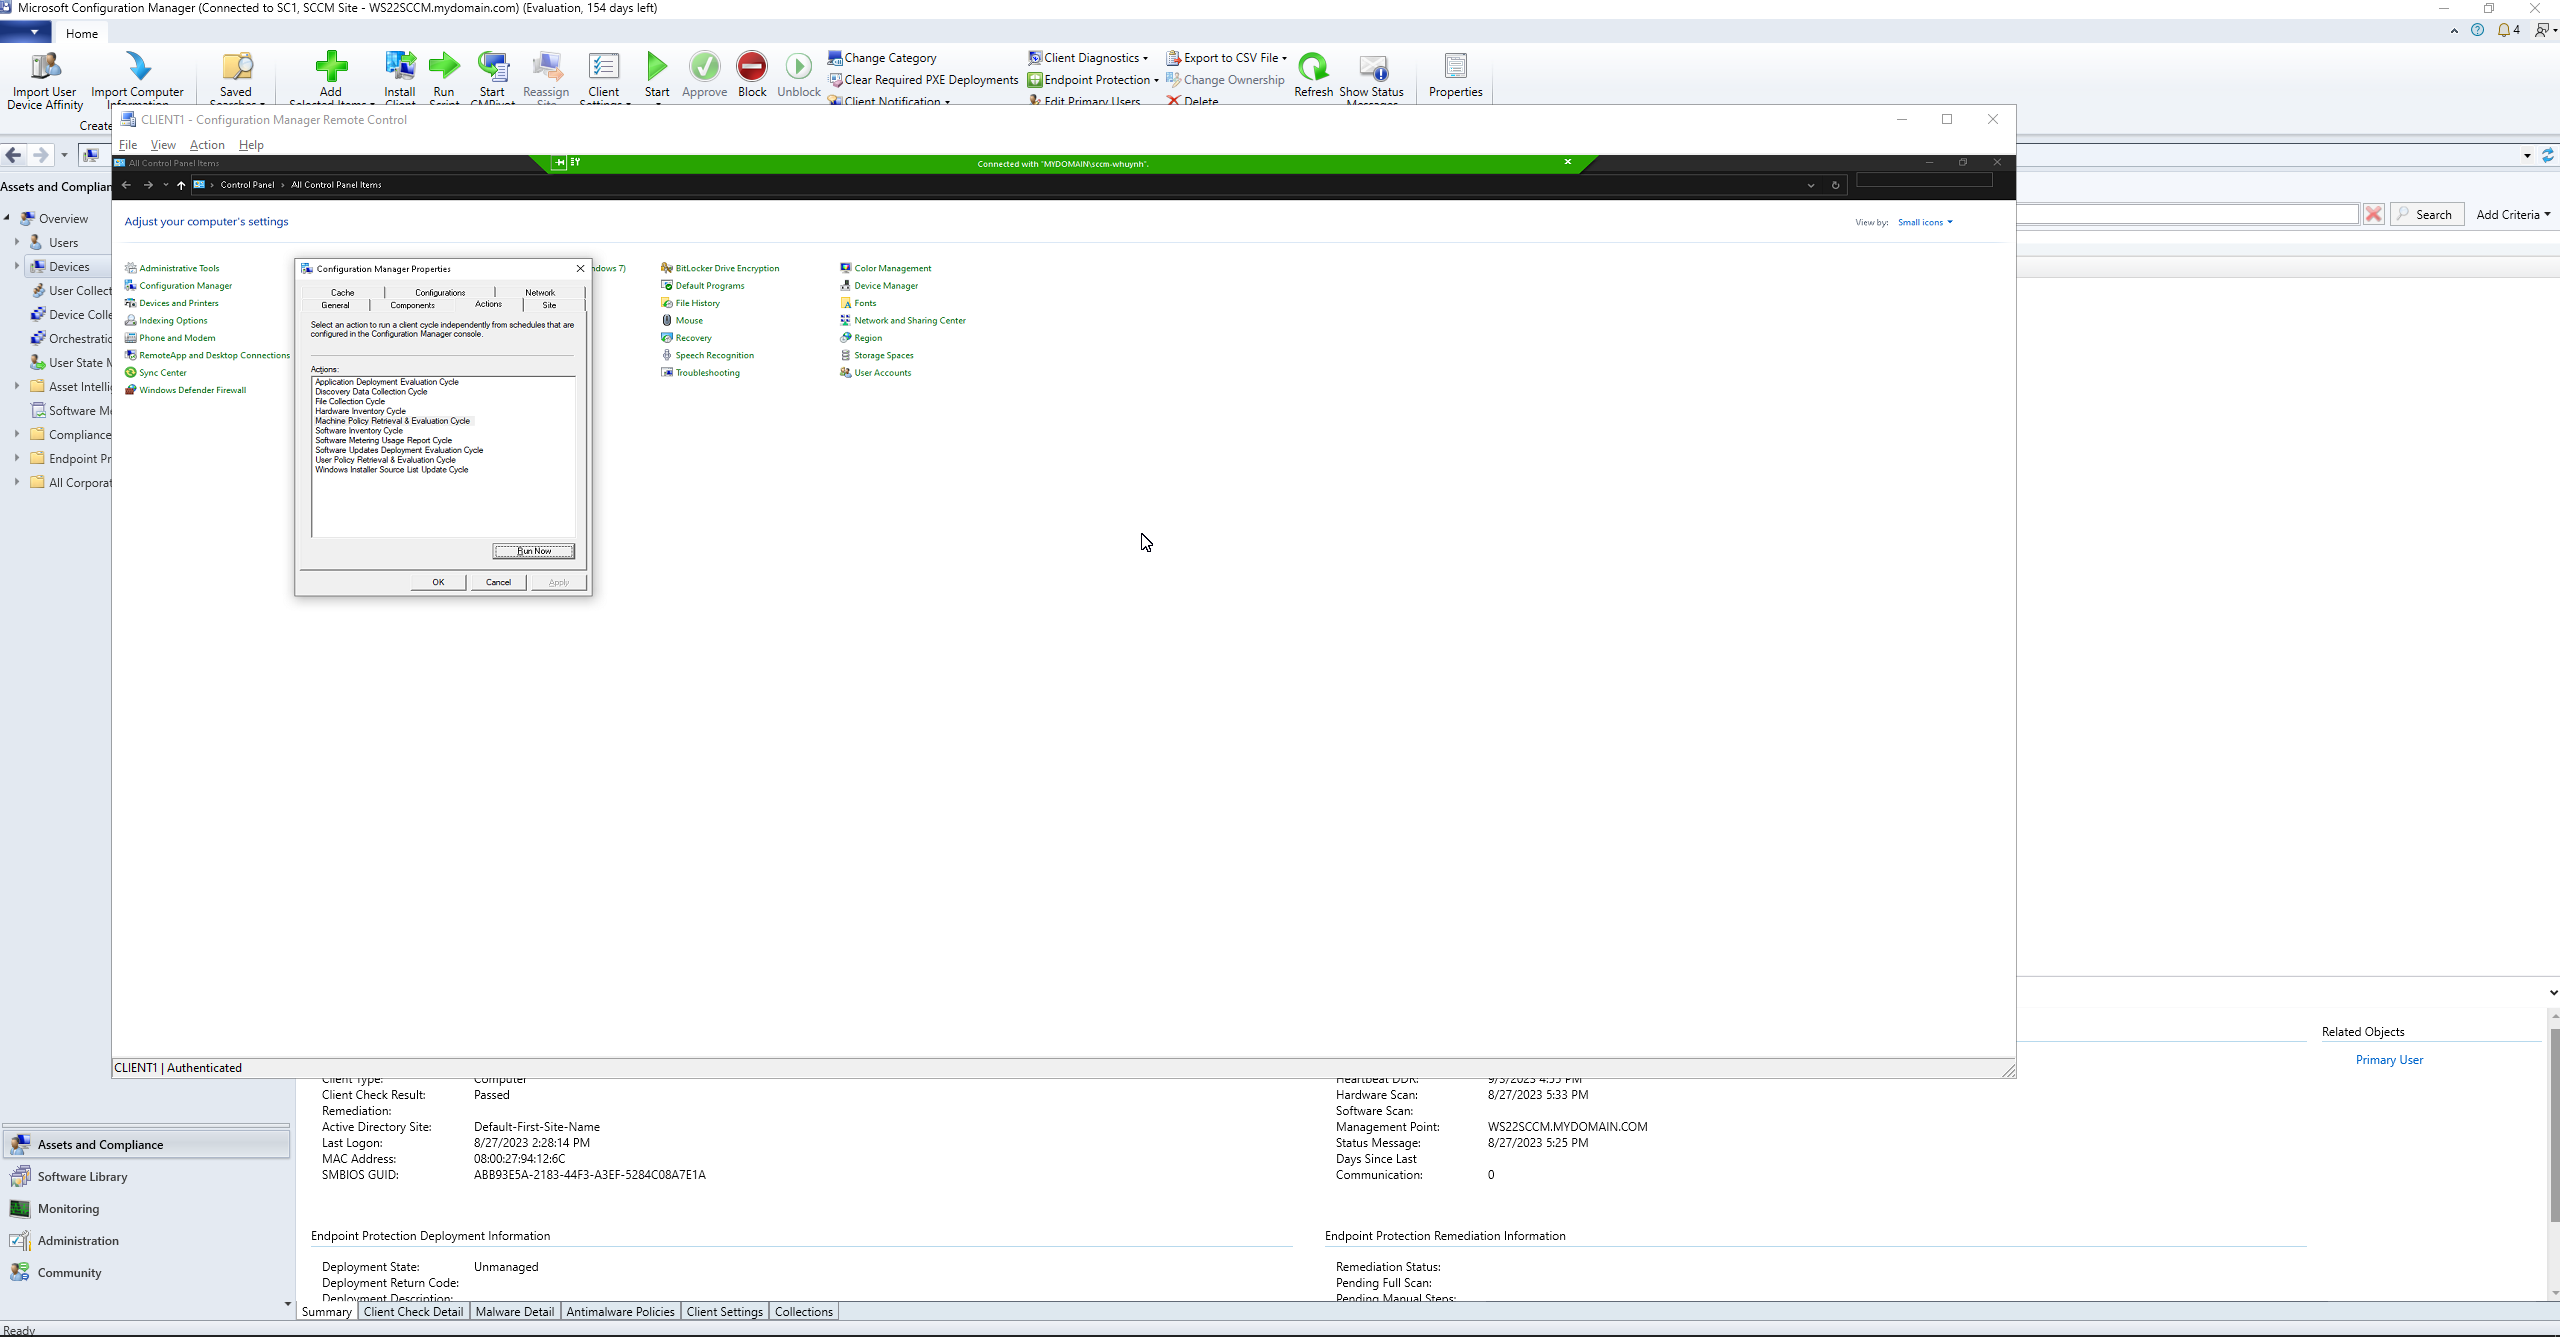 Microsoft Configuration Manager (Connected to SC1, SCCM Site - WS22SCCM.mydomain.com) (Evaluation, 154 days left)
Home
4
Import User
Device Affinity
Import Computer
Information
Saved
Searches
Add
Selected Items
Install
Client
Run
Script
Start
CMPivot
Reassign
Site
Client
Settings
Start
Approve
Block
Unblock
Change Category
Clear Required PXE Deployments
Client Notification
Client Diagnostics
Endpoint Protection
Edit Primary Users
Export to CSV File
Change Ownership
Delete
Refresh
Show Status
Messages
Properties
Create
CLIENT1 - Configuration Manager Remote Control
File View Action Help
All Control Panel Items
Connected with "MYDOMAIN\sccm-whuynh".
Control Panel > All Control Panel Items
Adjust your computer's settings
View by: Small icons
Search
Add Criteria
Assets and Complian
Overview
Users
Devices
User Collect
Device Colle
Orchestratio
User State M
Asset Intelli
Software Me
Compliance
Endpoint Pr
All Corporat
Administrative Tools
Configuration Manager
Devices and Printers
Indexing Options
Phone and Modem
RemoteApp and Desktop Connections
Sync Center
Windows Defender Firewall
ndows 7)
BitLocker Drive Encryption
Default Programs
File History
Mouse
Recovery
Speech Recognition
Troubleshooting
Color Management
Device Manager
Fonts
Network and Sharing Center
Region
Storage Spaces
User Accounts
Configuration Manager Properties
Cache Configurations Network
General Components Actions Site
Select an action to run a client cycle independently from schedules that are
configured in the Configuration Manager console.
Actions:
Application Deployment Evaluation Cycle
Discovery Data Collection Cycle
File Collection Cycle
Hardware Inventory Cycle
Machine Policy Retrieval & Evaluation Cycle
Software Inventory Cycle
Software Metering Usage Report Cycle
Software Updates Deployment Evaluation Cycle
User Policy Retrieval & Evaluation Cycle
Windows Installer Source List Update Cycle
Run Now
OK Cancel Apply
CLIENT1 | Authenticated
Related Objects
Primary User
Client Type: Computer
Client Check Result: Passed
Remediation:
Active Directory Site: Default-First-Site-Name
Last Logon: 8/27/2023 2:28:14 PM
MAC Address: 08:00:27:94:12:6C
SMBIOS GUID: ABB93E5A-2183-44F3-A3EF-5284C08A7E1A
Heartbeat DDR: 9/3/2023 4:55 PM
Hardware Scan: 8/27/2023 5:33 PM
Software Scan:
Management Point: WS22SCCM.MYDOMAIN.COM
Status Message: 8/27/2023 5:25 PM
Days Since Last
Communication: 0
Endpoint Protection Deployment Information
Deployment State: Unmanaged
Deployment Return Code:
Deployment Description:
Endpoint Protection Remediation Information
Remediation Status:
Pending Full Scan:
Pending Manual Steps:
Assets and Compliance
Software Library
Monitoring
Administration
Community
Summary Client Check Detail Malware Detail Antimalware Policies Client Settings Collections
Ready